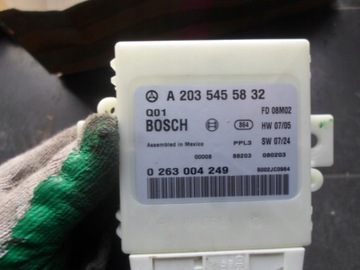 A 203 545 58 32
Q01 FD 08M02
BOSCH 864 HW 07/05
Assembled in Mexico PPL3 SW 07/24
00008 88203 080203
0 263 004 249